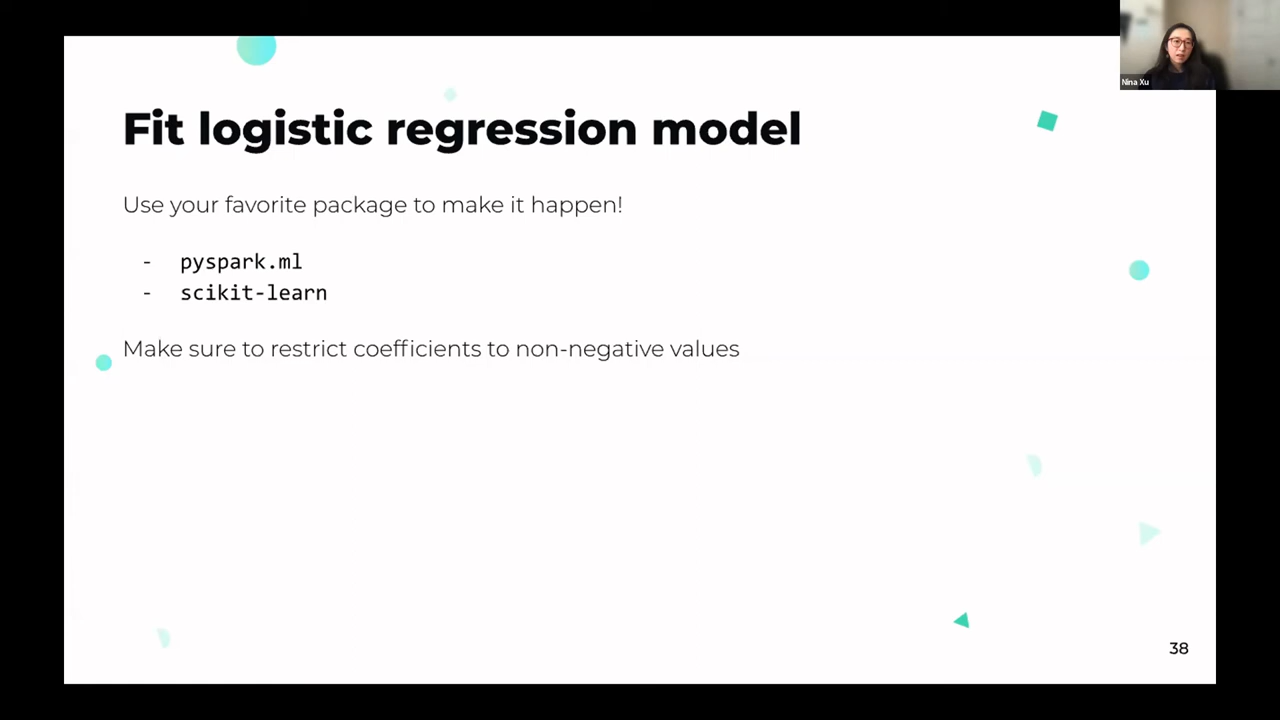 Nina Xu
Fit logistic regression model
Use your favorite package to make it happen!
- pyspark.ml
- scikit-learn
Make sure to restrict coefficients to non-negative values
38